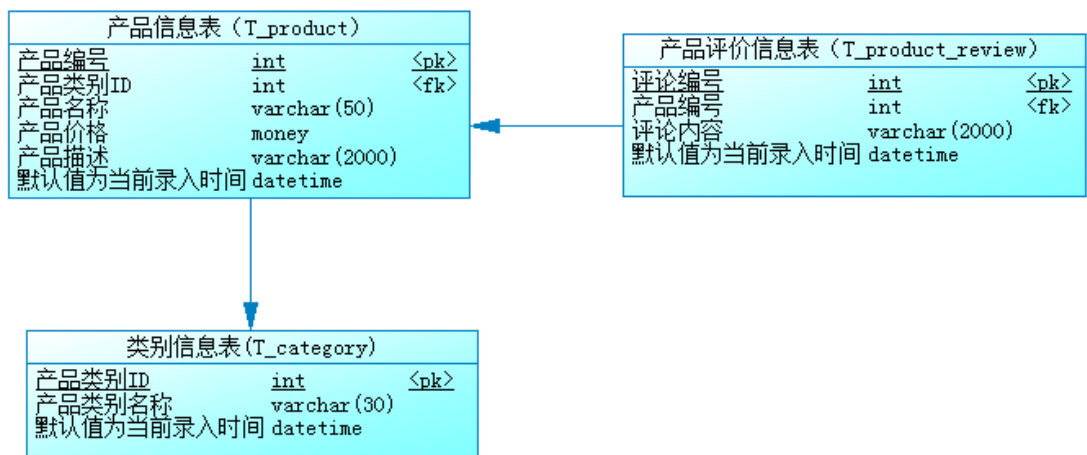 产品信息表（T_product）
产品编号 int <pk>
产品类别ID int <fk>
产品名称 varchar(50)
产品价格 money
产品描述 varchar(2000)
默认值为当前录入时间 datetime
产品评价信息表（T_product_review）
评论编号 int <pk>
产品编号 int <fk>
评论内容 varchar(2000)
默认值为当前录入时间 datetime
类别信息表(T_category)
产品类别ID int <pk>
产品类别名称 varchar(30)
默认值为当前录入时间 datetime